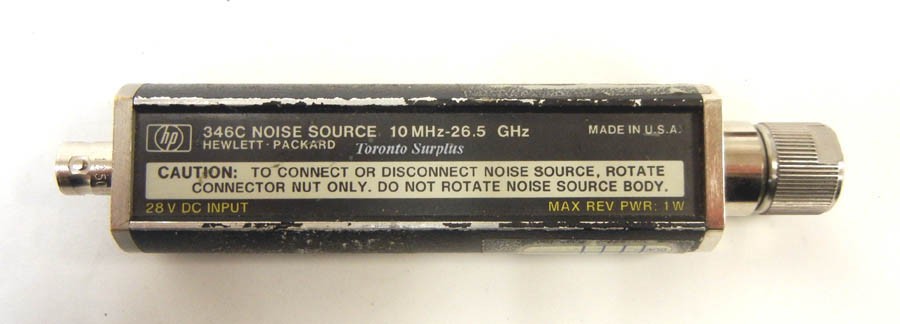 hp 346C NOISE SOURCE 10 MHz-26.5 GHz MADE IN U.S.A.
HEWLETT·PACKARD Toronto Surplus
CAUTION: TO CONNECT OR DISCONNECT NOISE SOURCE, ROTATE
CONNECTOR NUT ONLY. DO NOT ROTATE NOISE SOURCE BODY.
28 V DC INPUT MAX REV PWR: 1W